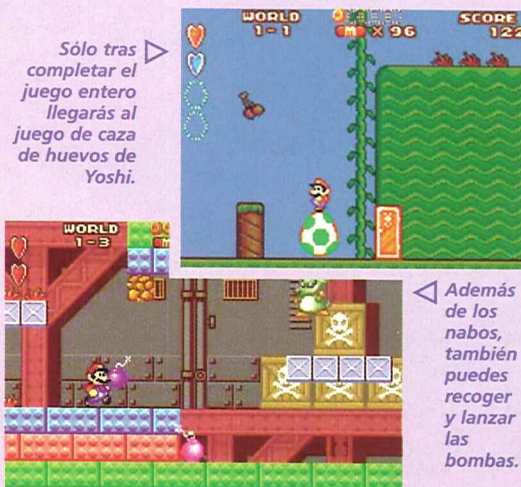 Sólo tras
completar el
juego entero
llegarás al
juego de caza
de huevos de
Yoshi.
WORLD
1-1
M X 96
SCORE
122
WORLD
1-3
Además
de los
nabos,
también
puedes
recoger
y lanzar
las
bombas.